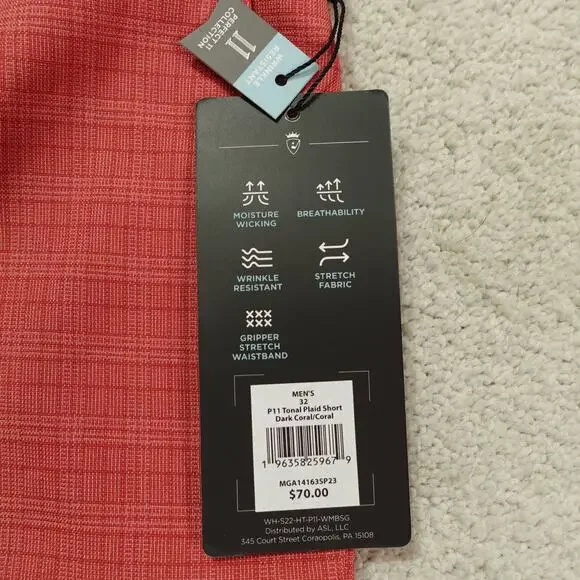 PERFECT 11
COLLECTION
11
WRINKLE
RESISTANT
MOISTURE
WICKING
BREATHABILITY
WRINKLE
RESISTANT
STRETCH
FABRIC
GRIPPER
STRETCH
WAISTBAND
MEN'S
32
P11 Tonal Plaid Short
Dark Coral/Coral
1 96358 25967 9
MGA14163SP23
$70.00
WH-S22-HT-P11-WMBSG
Distributed by ASL, LLC
345 Court Street Coraopolis, PA 15108